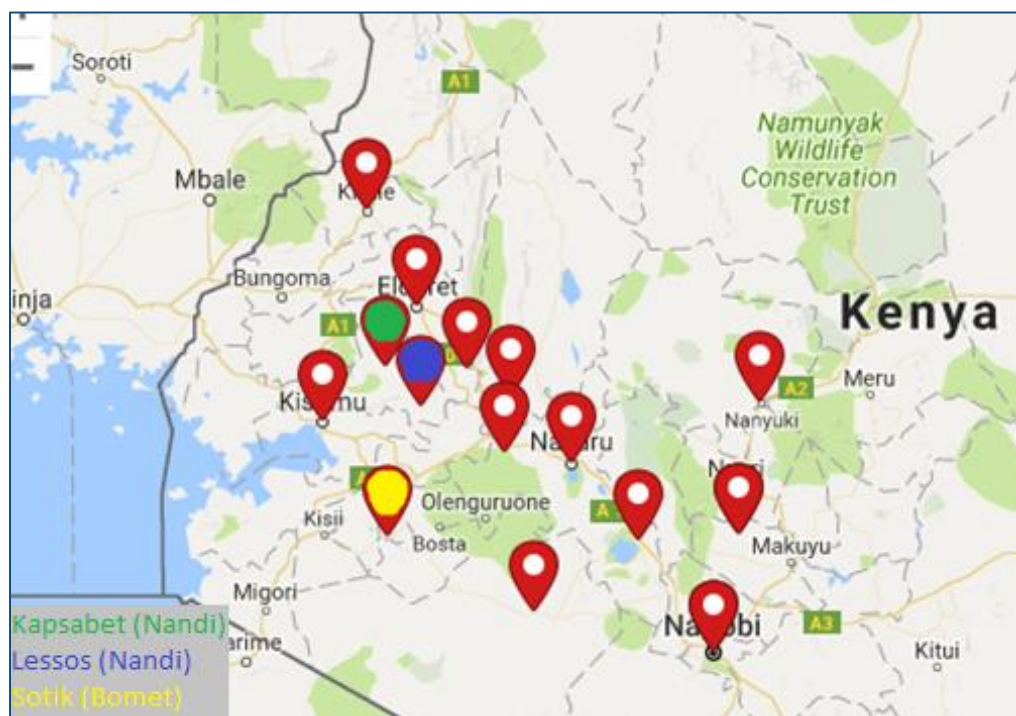 Soroti
A1
Mbale
Namunyak
Wildlife
Conservation
Trust
Bungoma
Kenya
A1
A2
Meru
Nanyuki
Olenguruone
Kisii
Bosta
Makuyu
Migori
A3
Kitui
Kapsabet (Nandi)
Lessos (Nandi)
Sotik (Bomet)